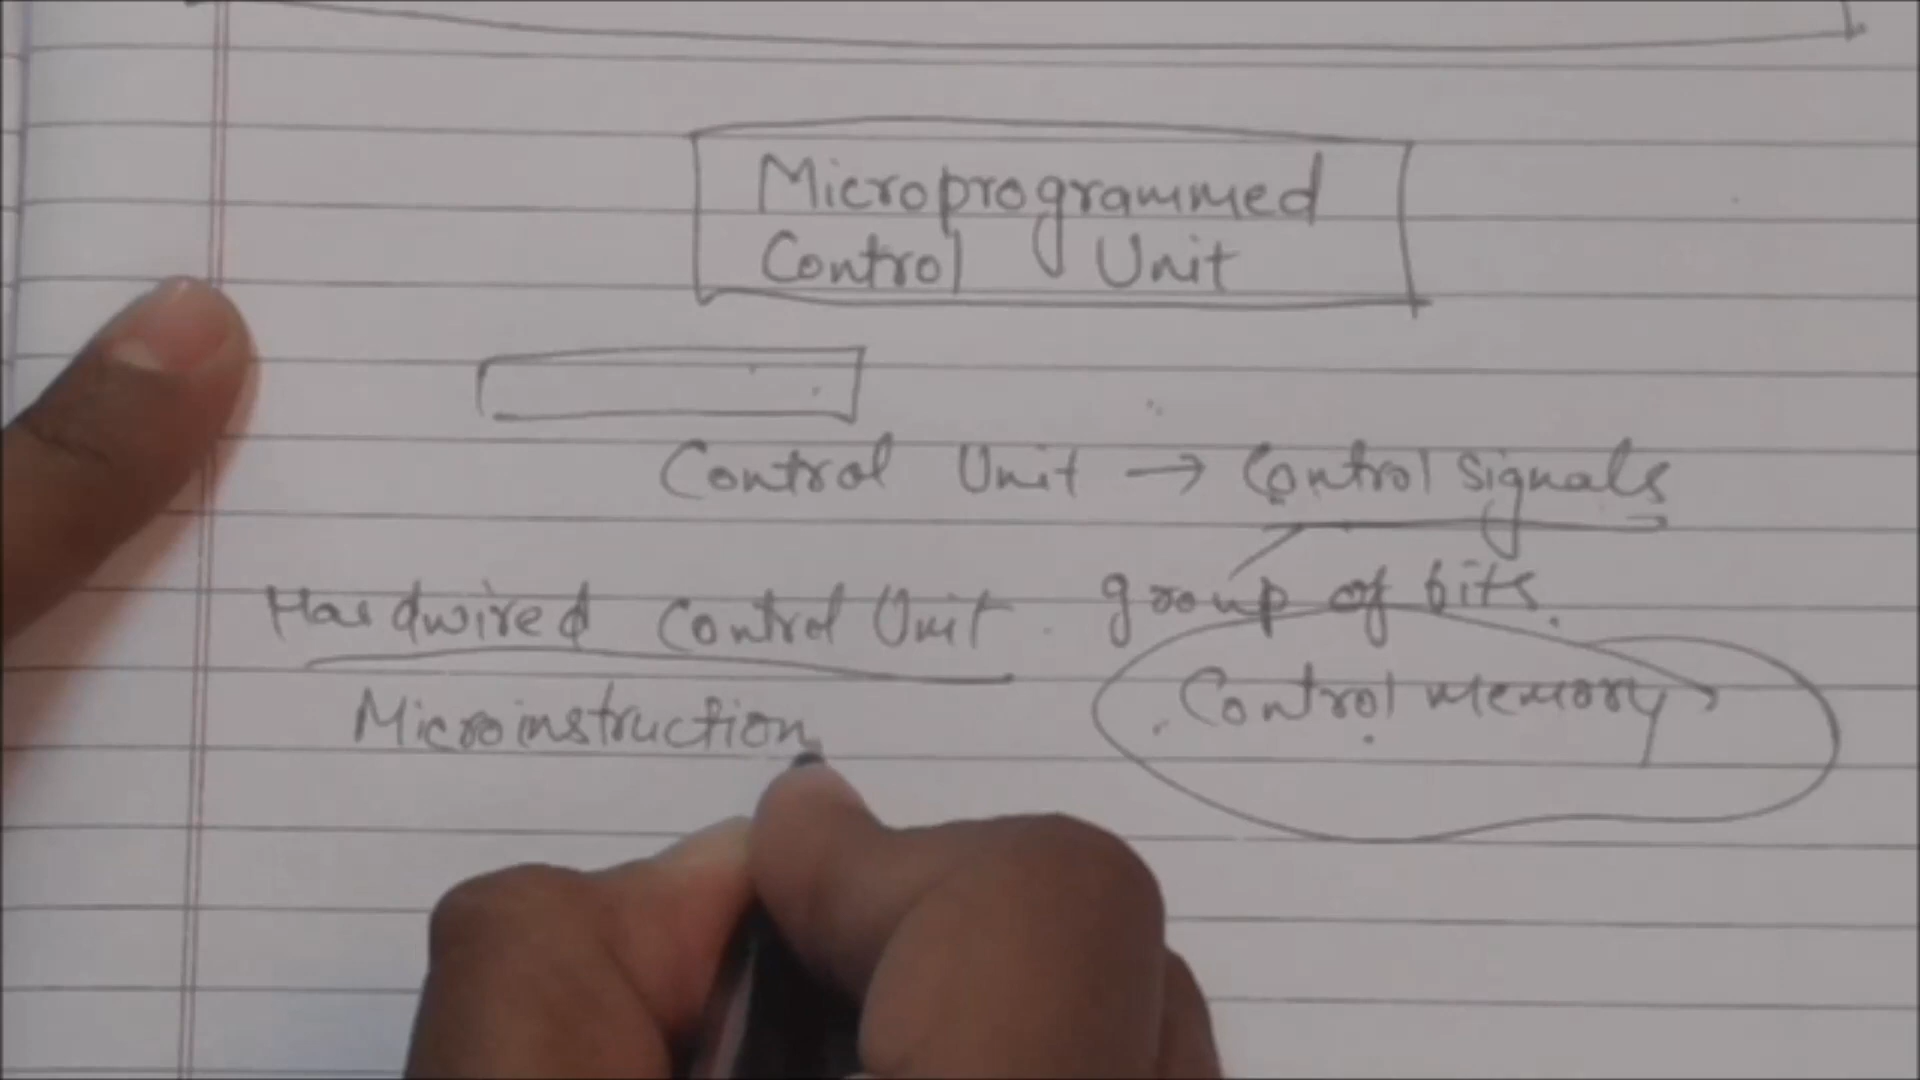 Microprogrammed
Control Unit
Control Unit → Control signals
Hardwired Control Unit group of bits.
Microinstruction Control memory